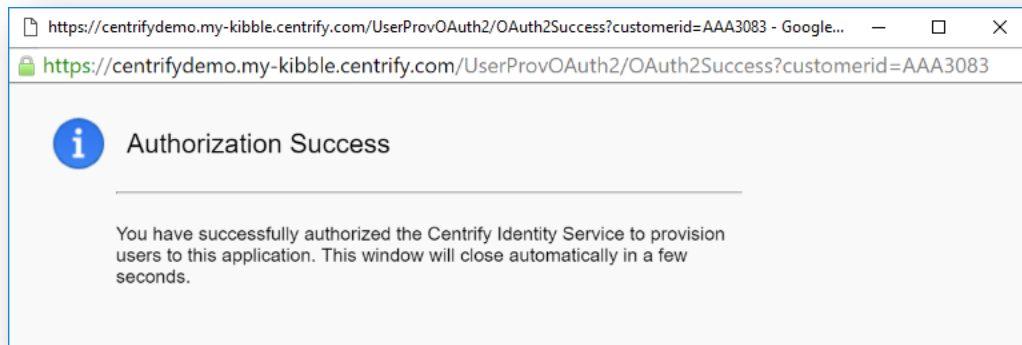 https://centrifydemo.my-kibble.centrify.com/UserProvOAuth2/OAuth2Success?customerid=AAA3083 - Google...
https://centrifydemo.my-kibble.centrify.com/UserProvOAuth2/OAuth2Success?customerid=AAA3083
i
Authorization Success
You have successfully authorized the Centrify Identity Service to provision
users to this application. This window will close automatically in a few
seconds.